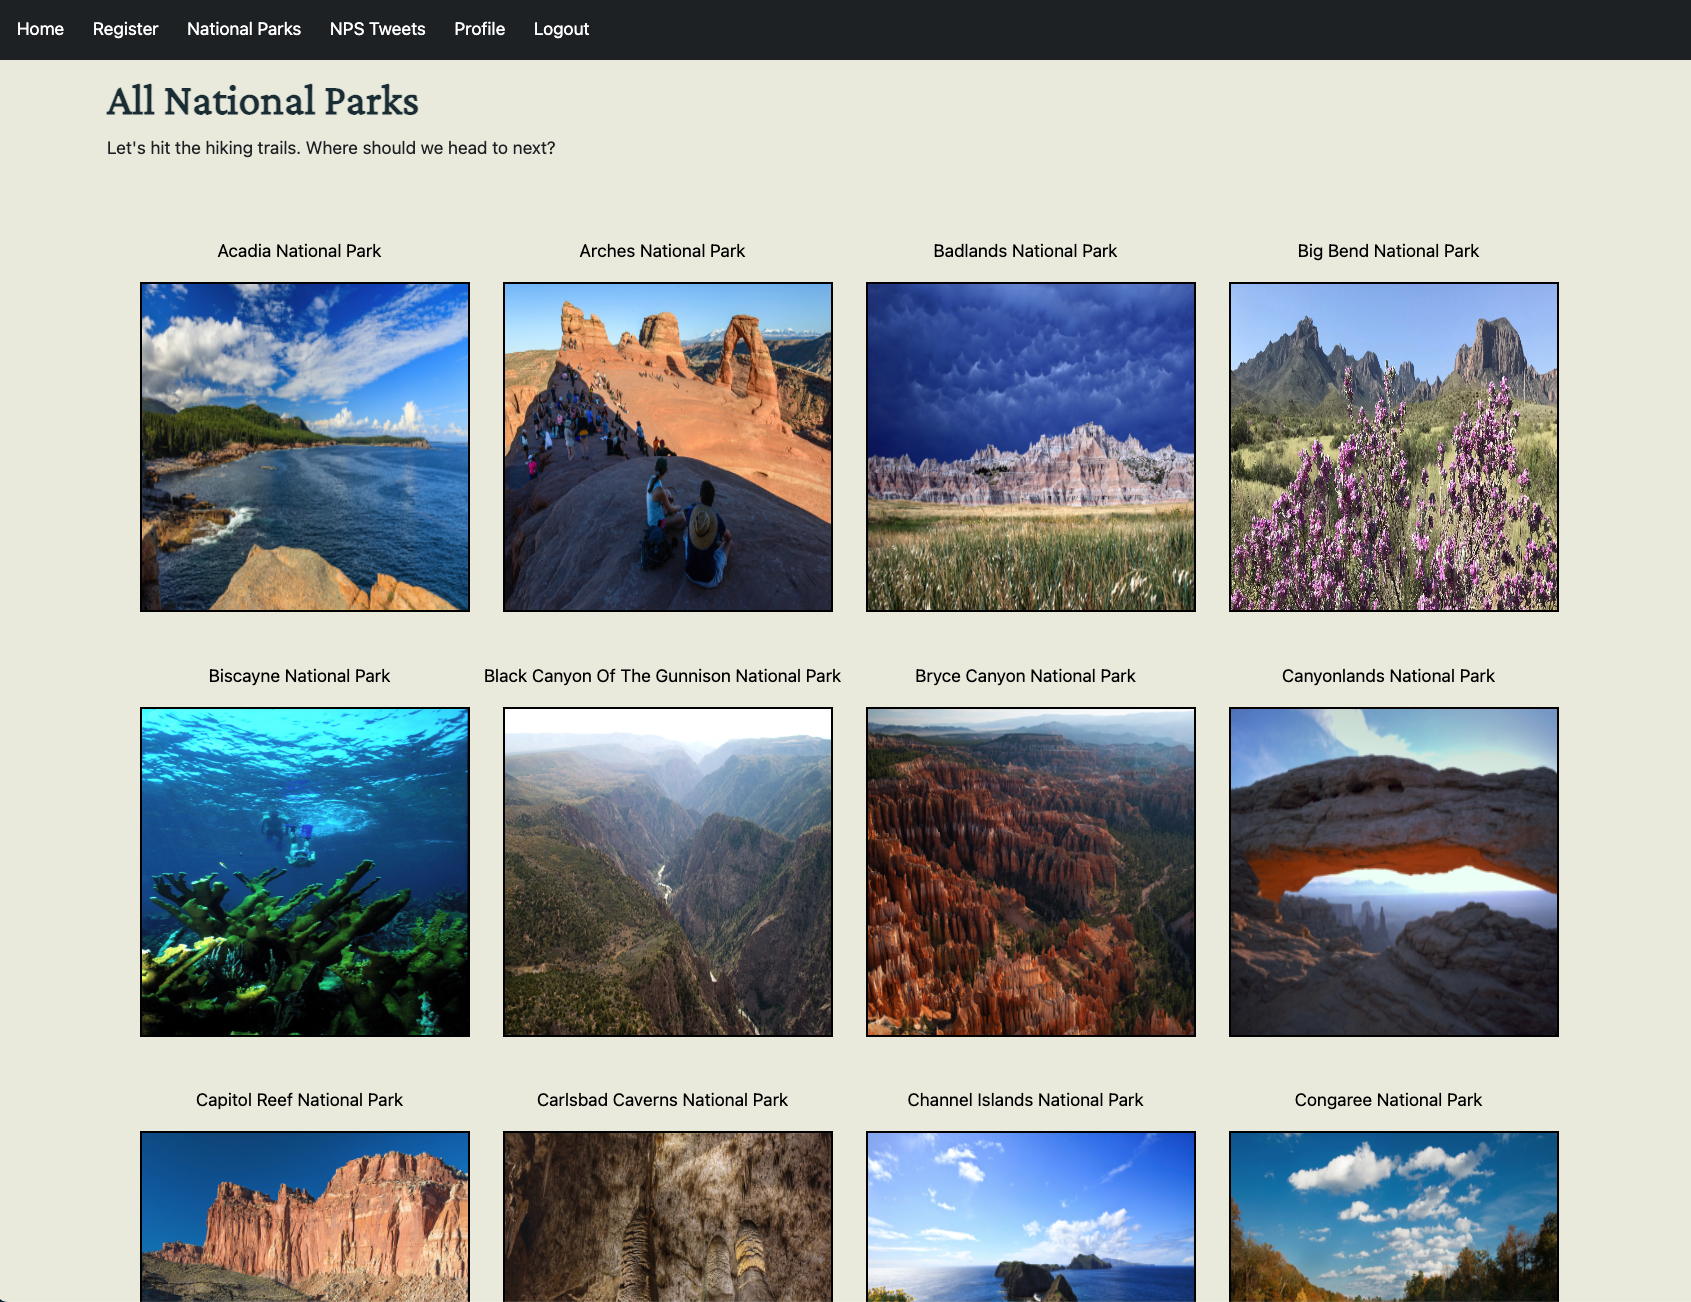 Home Register National Parks NPS Tweets Profile Logout
All National Parks
Let's hit the hiking trails. Where should we head to next?
Acadia National Park Arches National Park Badlands National Park Big Bend National Park
Biscayne National Park Black Canyon Of The Gunnison National Park Bryce Canyon National Park Canyonlands National Park
Capitol Reef National Park Carlsbad Caverns National Park Channel Islands National Park Congaree National Park